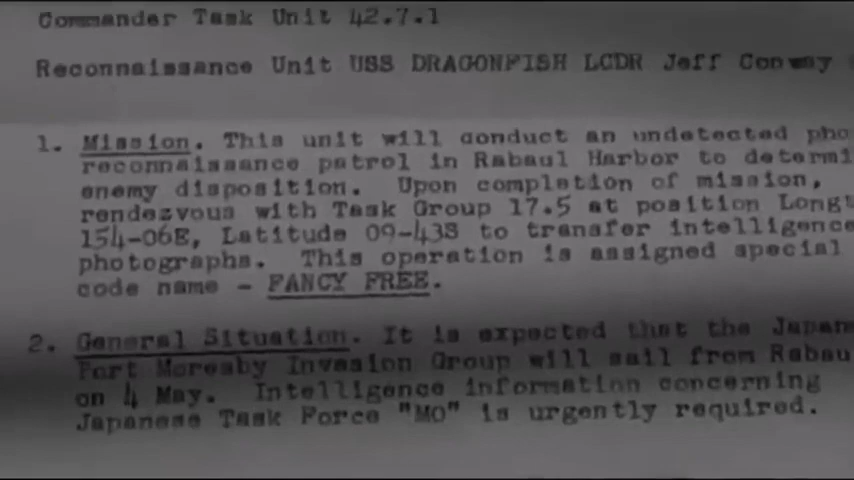 Commander Task Unit 42.7.1
Reconnaissance Unit USS DRAGONFISH LCDR Jeff Conway
1. Mission. This unit will conduct an undetected pho
reconnaissance patrol in Rabaul Harbor to determi
enemy disposition. Upon completion of mission,
rendezvous with Task Group 17.5 at position Longt
154-06E, Latitude 09-43S to transfer intelligence
photographs. This operation is assigned special
code name - FANCY FREE.
2. General Situation. It is expected that the Japan
Port Moresby Invasion Group will sail from Rabau
on 4 May. Intelligence information concerning
Japanese Task Force "MO" is urgently required.